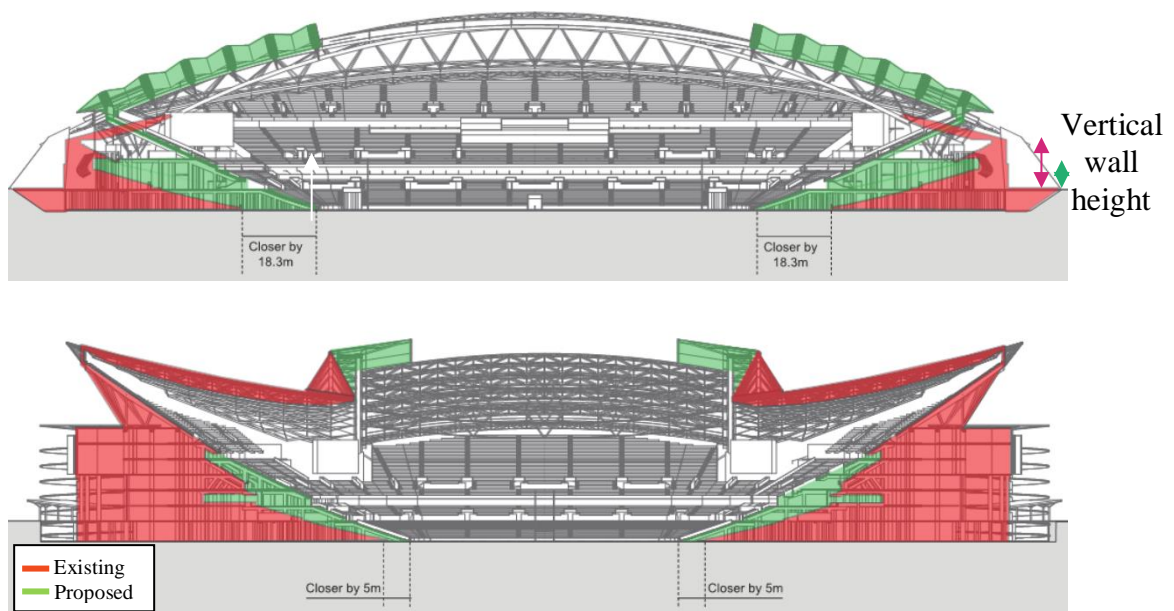 Vertical
wall
height
Closer by
18.3m
Closer by
18.3m
Existing
Proposed
Closer by 5m
Closer by 5m